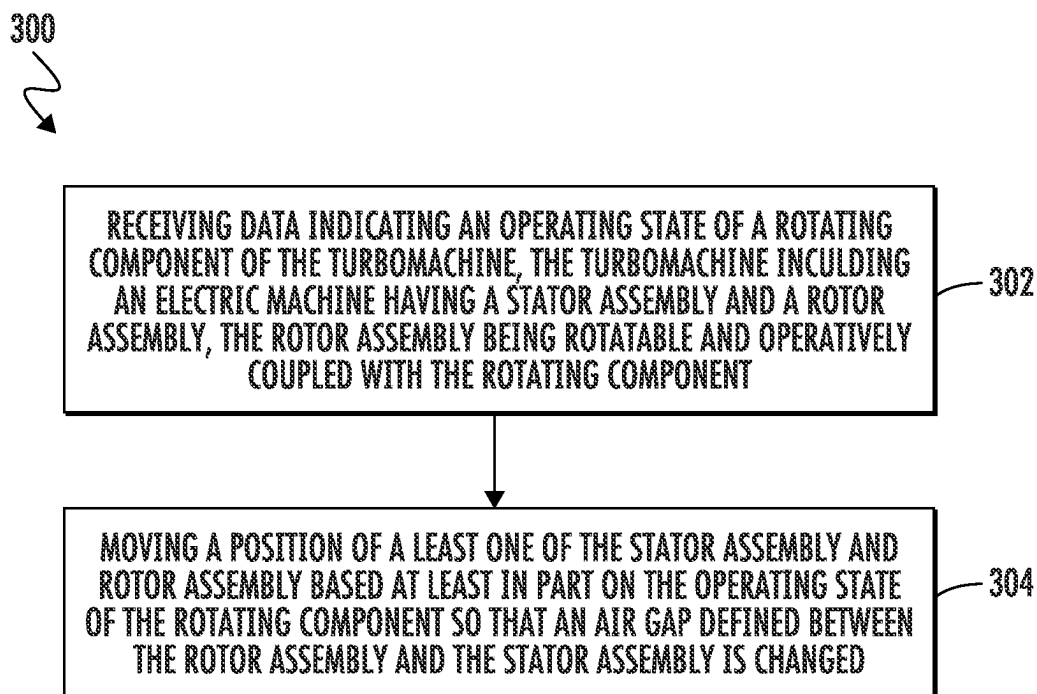 300
RECEIVING DATA INDICATING AN OPERATING STATE OF A ROTATING
COMPONENT OF THE TURBOMACHINE, THE TURBOMACHINE INCULDING
AN ELECTRIC MACHINE HAVING A STATOR ASSEMBLY AND A ROTOR
ASSEMBLY, THE ROTOR ASSEMBLY BEING ROTATABLE AND OPERATIVELY
COUPLED WITH THE ROTATING COMPONENT
302
MOVING A POSITION OF A LEAST ONE OF THE STATOR ASSEMBLY AND
ROTOR ASSEMBLY BASED AT LEAST IN PART ON THE OPERATING STATE
OF THE ROTATING COMPONENT SO THAT AN AIR GAP DEFINED BETWEEN
THE ROTOR ASSEMBLY AND THE STATOR ASSEMBLY IS CHANGED
304